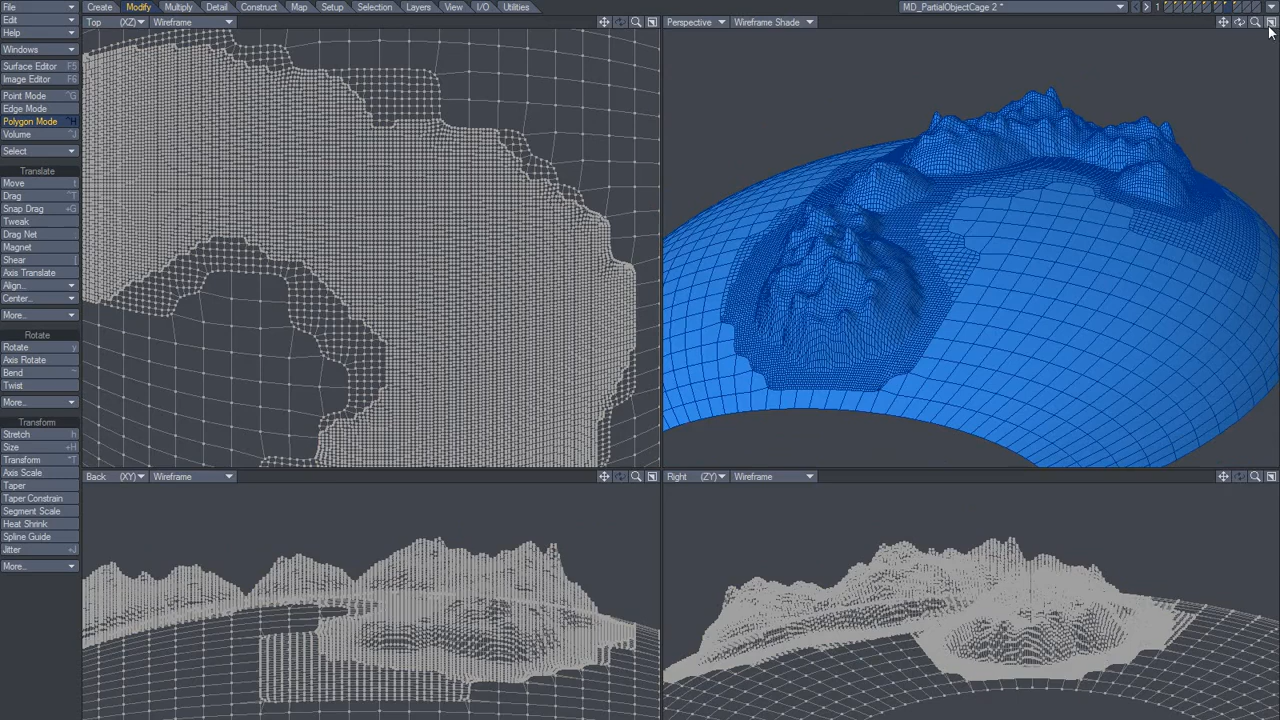 File Create Modify Multiply Detail Construct Map Setup Selection Layers View I/O Utilities MD_PartialObjectCage 2 * 1
Edit
Top (XZ) Wireframe Perspective Wireframe Shade
Help
Windows
Surface Editor F5
Image Editor F6
Point Mode ^G
Edge Mode
Polygon Mode ^H
Volume ^J
Select
Translate
Move t
Drag ^T
Snap Drag +G
Tweak
Drag Net ;
Magnet :
Shear [
Axis Translate
Align...
Center...
More...
Rotate
Rotate y
Axis Rotate
Bend ~
Twist
More...
Transform
Stretch h
Size +H
Transform
Axis Scale
Back (XY) Wireframe Right (ZY) Wireframe
Taper
Taper Constrain
Segment Scale
Heat Shrink
Spline Guide
Jitter +J
More...